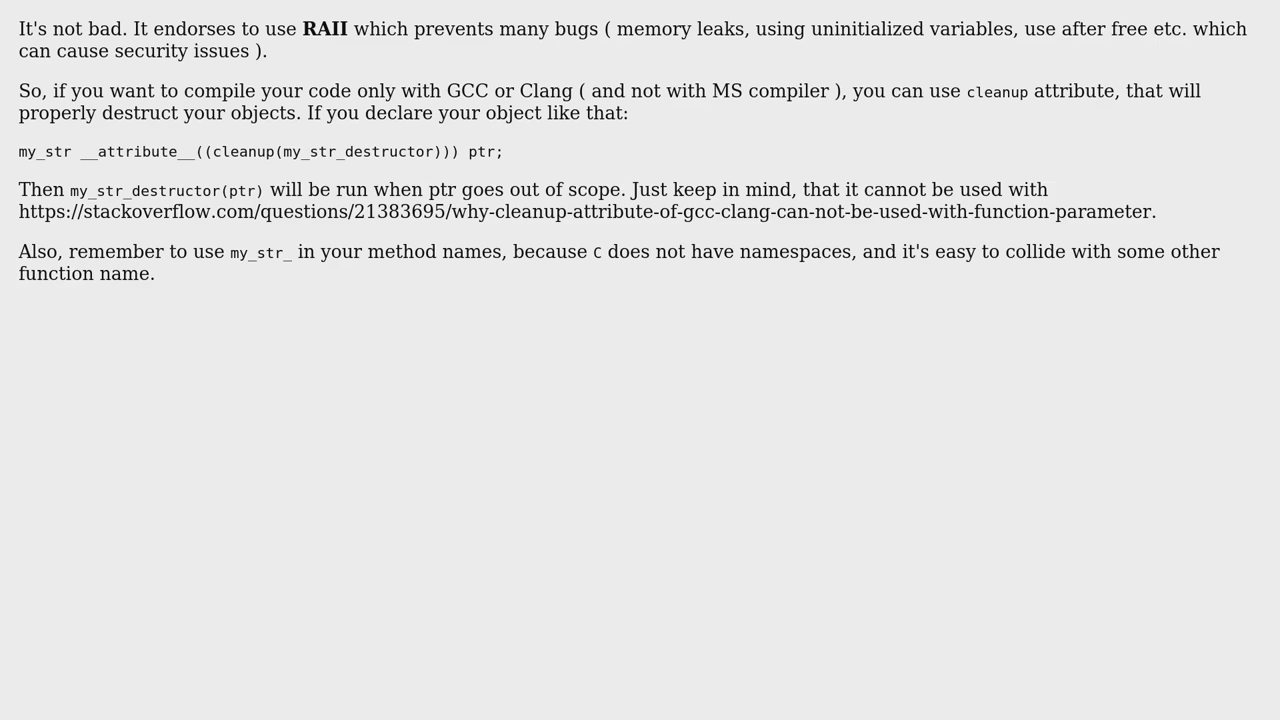 It's not bad. It endorses to use RAII which prevents many bugs ( memory leaks, using uninitialized variables, use after free etc. which
can cause security issues ).
So, if you want to compile your code only with GCC or Clang ( and not with MS compiler ), you can use cleanup attribute, that will
properly destruct your objects. If you declare your object like that:
my_str __attribute__((cleanup(my_str_destructor))) ptr;
Then my_str_destructor(ptr) will be run when ptr goes out of scope. Just keep in mind, that it cannot be used with
https://stackoverflow.com/questions/21383695/why-cleanup-attribute-of-gcc-clang-can-not-be-used-with-function-parameter.
Also, remember to use my_str_ in your method names, because C does not have namespaces, and it's easy to collide with some other
function name.